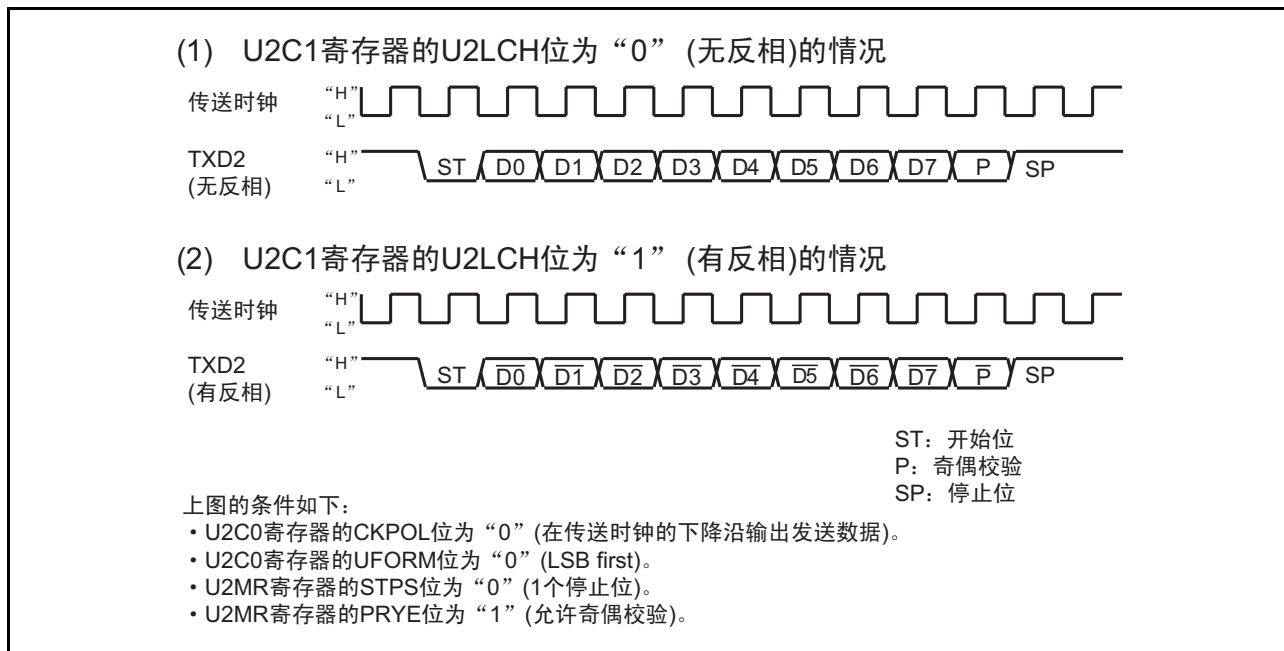 (1) U2C1寄存器的U2LCH位为“0” (无反相)的情况
传送时钟 “H” “L”
TXD2 (无反相) “H” “L” ST D0 D1 D2 D3 D4 D5 D6 D7 P SP
(2) U2C1寄存器的U2LCH位为“1” (有反相)的情况
传送时钟 “H” “L”
TXD2 (有反相) “H” “L” ST D̅0̅ D̅1̅ D̅2̅ D̅3̅ D̅4̅ D̅5̅ D̅6̅ D̅7̅ P̅ SP
ST：开始位
P：奇偶校验
SP：停止位
上图的条件如下：
・U2C0寄存器的CKPOL位为“0” (在传送时钟的下降沿输出发送数据)。
・U2C0寄存器的UFORM位为“0” (LSB first)。
・U2MR寄存器的STPS位为“0” (1个停止位)。
・U2MR寄存器的PRYE位为“1” (允许奇偶校验)。